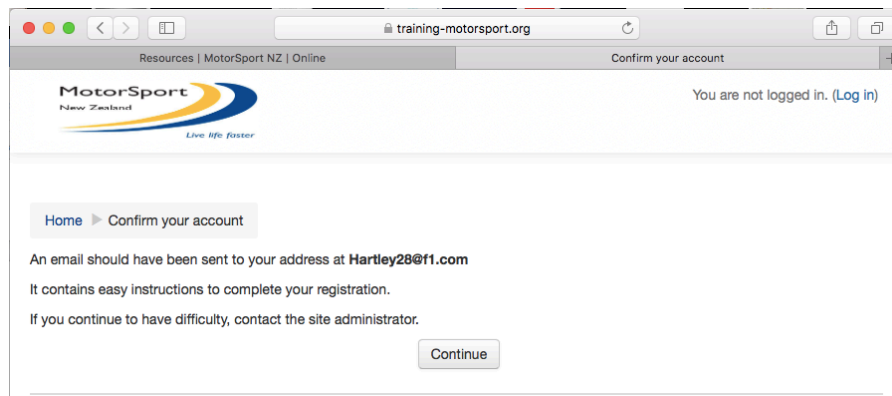 training-motorsport.org
Resources | MotorSport NZ | Online
Confirm your account
MotorSport
New Zealand
Live life faster
You are not logged in. (Log in)
Home
Confirm your account
An email should have been sent to your address at Hartley28@f1.com
It contains easy instructions to complete your registration.
If you continue to have difficulty, contact the site administrator.
Continue